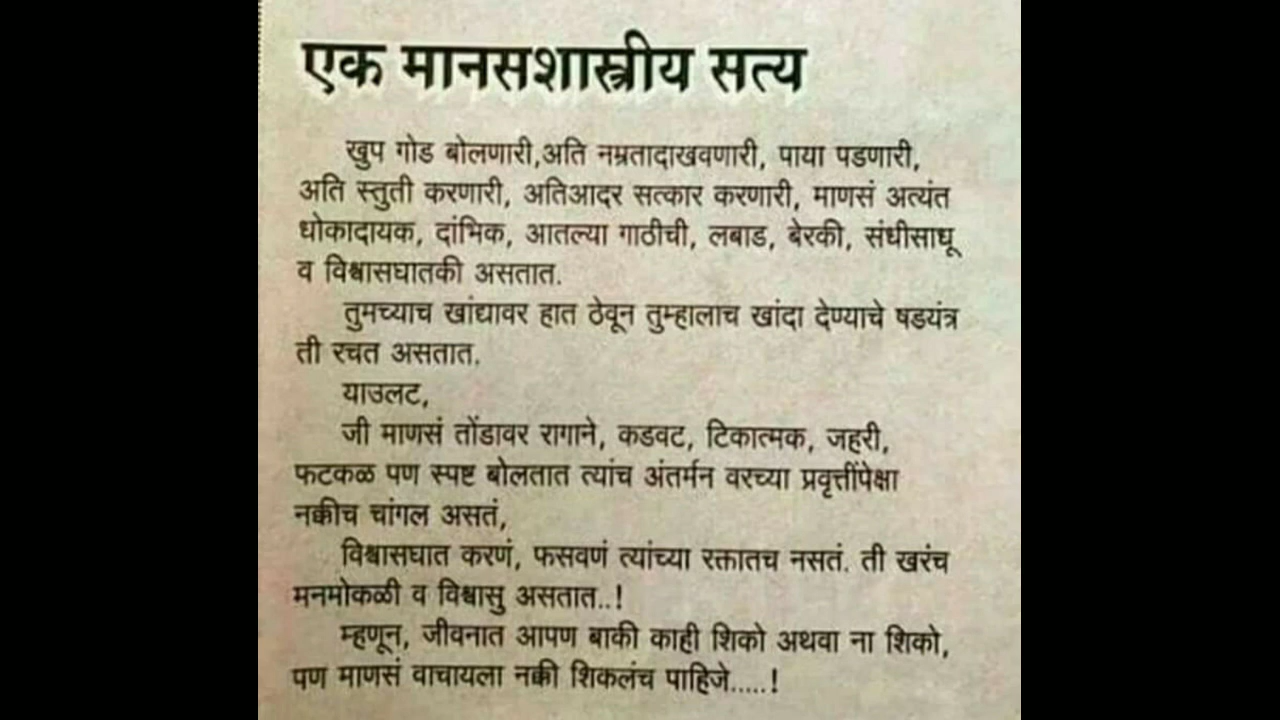 एक मानसशास्त्रीय सत्य
खुप गोड बोलणारी,अति नम्रतादाखवणारी, पाया पडणारी,
अति स्तुती करणारी, अतिआदर सत्कार करणारी, माणसं अत्यंत
धोकादायक, दांभिक, आतल्या गाठीची, लबाड, बेरकी, संधीसाधू
व विश्वासघातकी असतात.
तुमच्याच खांद्यावर हात ठेवून तुम्हालाच खांदा देण्याचे षडयंत्र
ती रचत असतात.
याउलट,
जी माणसं तोंडावर रागाने, कडवट, टिकात्मक, जहरी,
फटकळ पण स्पष्ट बोलतात त्यांच अंतर्मन वरच्या प्रवृत्तींपेक्षा
नक्कीच चांगल असतं,
विश्वासघात करणं, फसवणं त्यांच्या रक्तातच नसतं. ती खरंच
मनमोकळी व विश्वासु असतात..!
म्हणून, जीवनात आपण बाकी काही शिको अथवा ना शिको,
पण माणसं वाचायला नक्की शिकलंच पाहिजे.....!